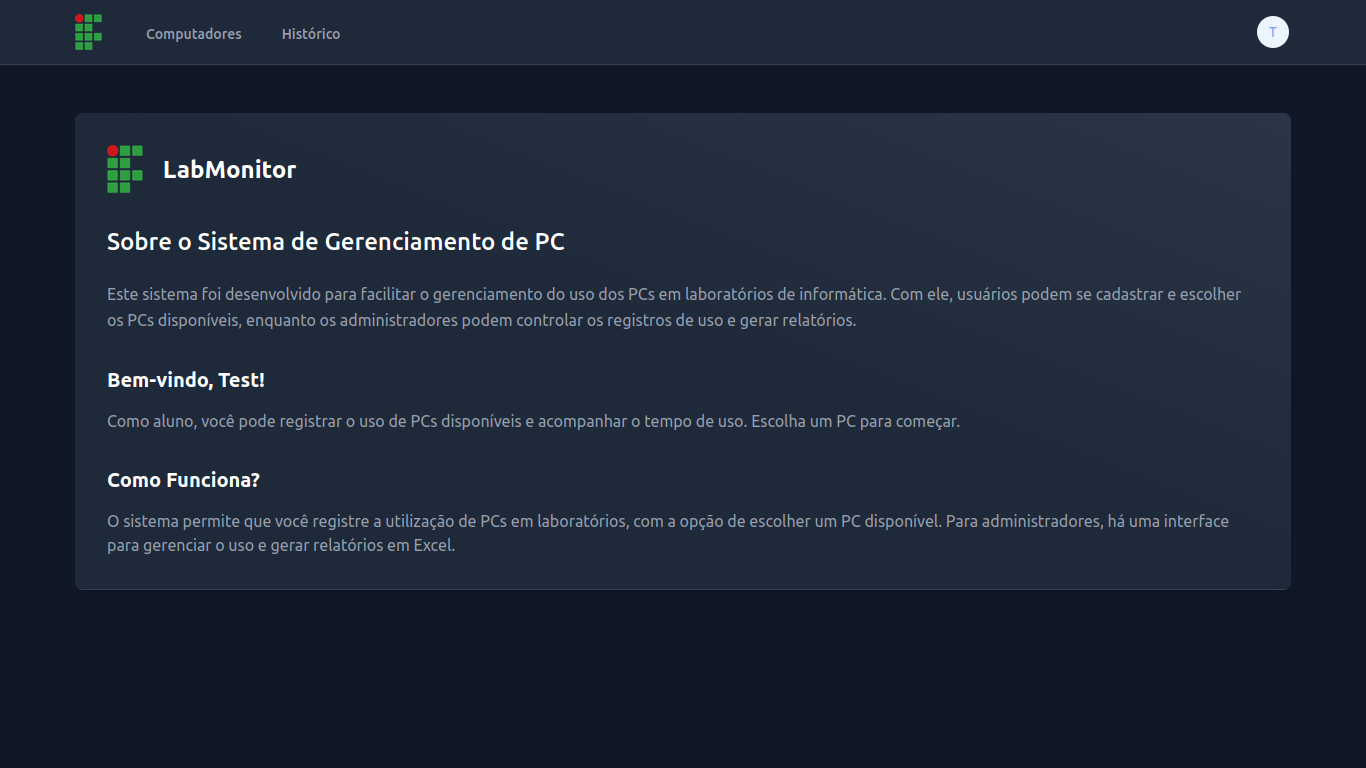 Computadores
Histórico
T
LabMonitor
Sobre o Sistema de Gerenciamento de PC
Este sistema foi desenvolvido para facilitar o gerenciamento do uso dos PCs em laboratórios de informática. Com ele, usuários podem se cadastrar e escolher
os PCs disponíveis, enquanto os administradores podem controlar os registros de uso e gerar relatórios.
Bem-vindo, Test!
Como aluno, você pode registrar o uso de PCs disponíveis e acompanhar o tempo de uso. Escolha um PC para começar.
Como Funciona?
O sistema permite que você registre a utilização de PCs em laboratórios, com a opção de escolher um PC disponível. Para administradores, há uma interface
para gerenciar o uso e gerar relatórios em Excel.